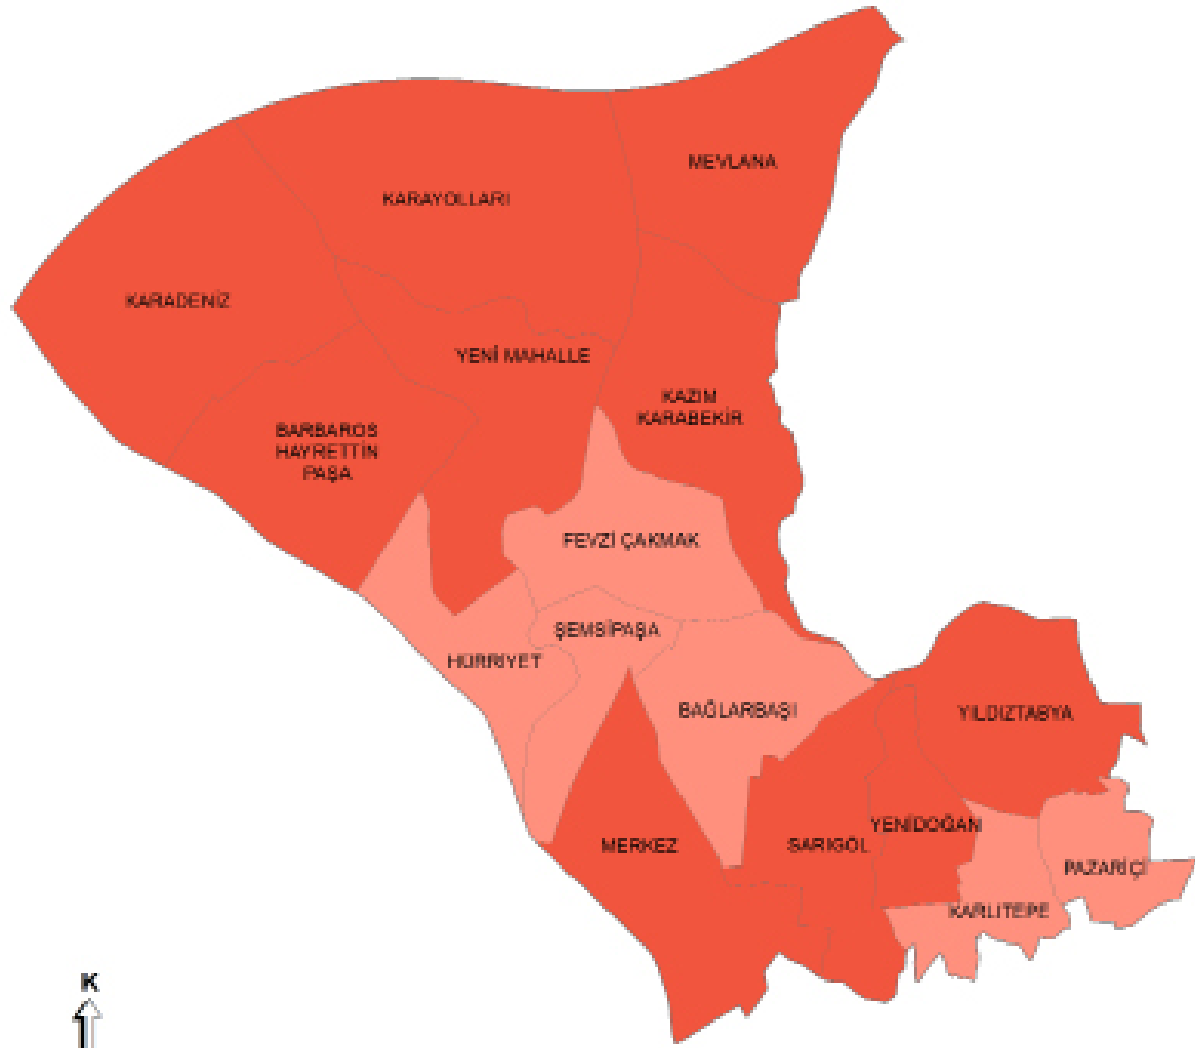 MEVLANA
KARAYOLLARI
KARADENİZ
YENİ MAHALLE
KAZIM
KARABEKİR
BARBAROS
HAYRETTİN
PAŞA
FEVZİ ÇAKMAK
ŞEMSİPAŞA
HÜRRİYET
BAĞLARBAŞI
YILDIZTABYA
YENİDOĞAN
MERKEZ
SARIGÖL
PAZARİÇİ
KARLITEPE
K